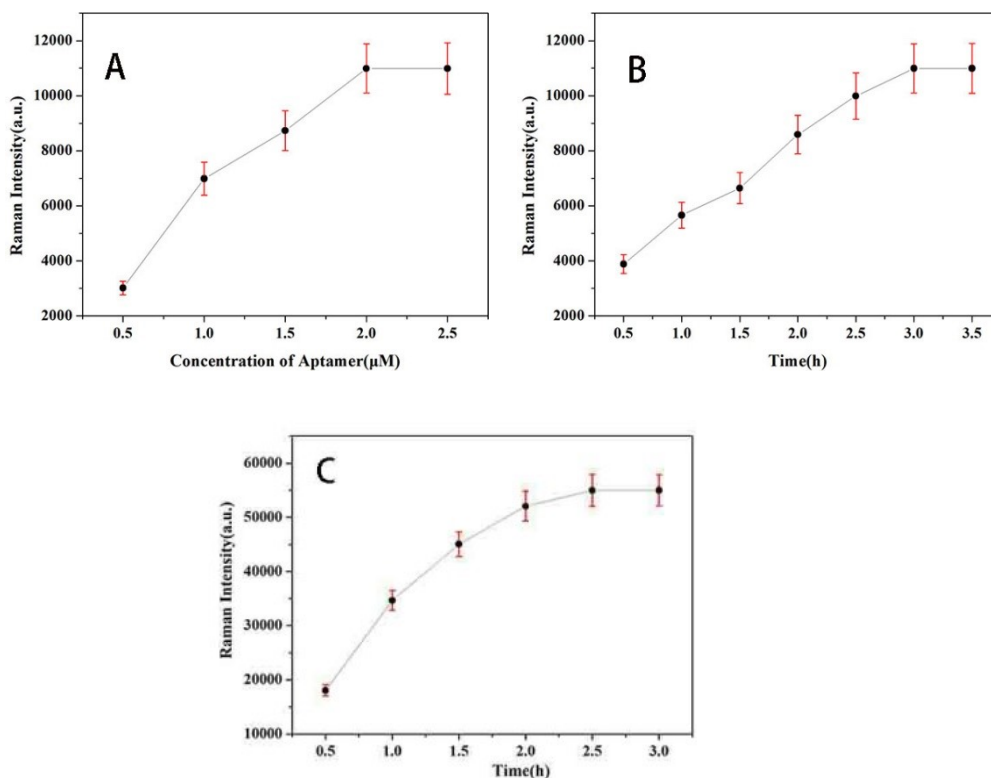 A
12000
10000
8000
6000
4000
2000
Raman Intensity(a.u.)
0.5 1.0 1.5 2.0 2.5
Concentration of Aptamer(μM)
B
12000
10000
8000
6000
4000
2000
Raman Intensity(a.u.)
0.5 1.0 1.5 2.0 2.5 3.0 3.5
Time(h)
C
60000
50000
40000
30000
20000
10000
Raman Intensity(a.u.)
0.5 1.0 1.5 2.0 2.5 3.0
Time(h)